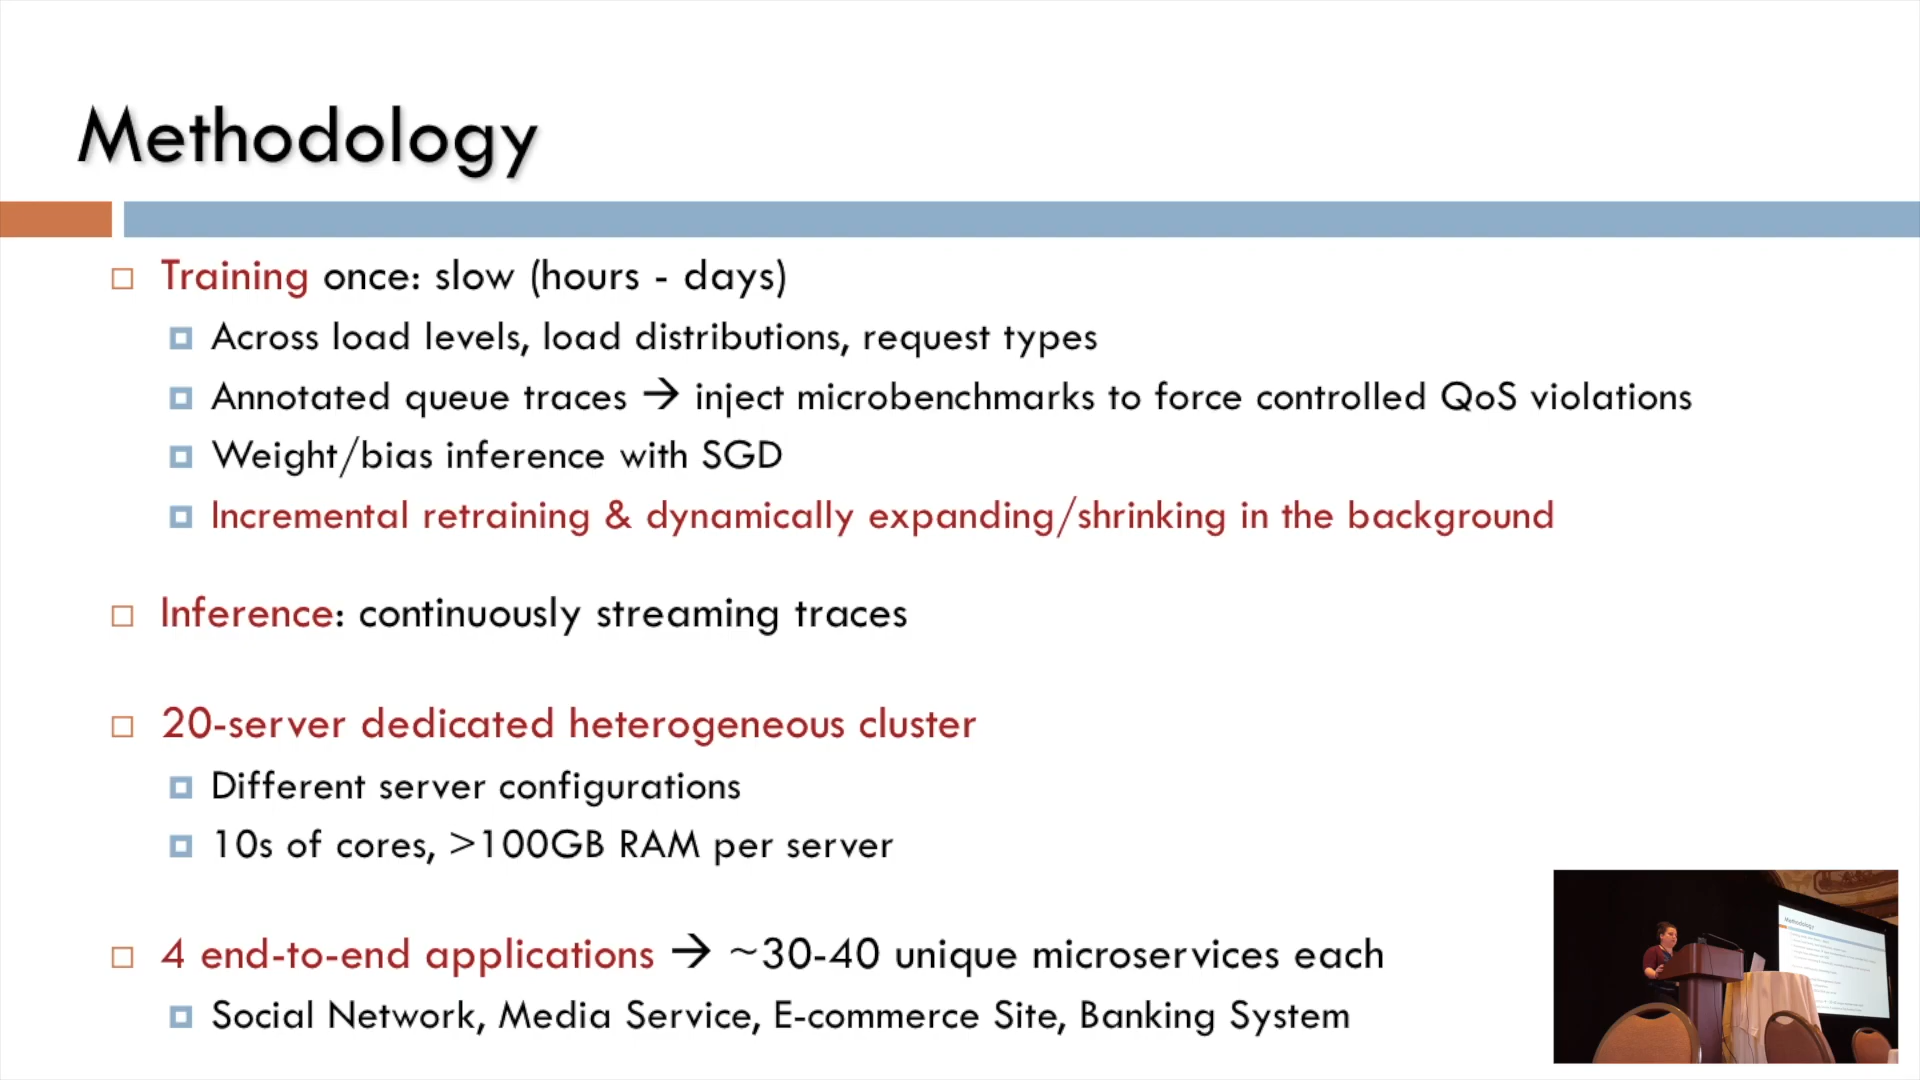 Methodology
Training once: slow (hours - days)
Across load levels, load distributions, request types
Annotated queue traces → inject microbenchmarks to force controlled QoS violations
Weight/bias inference with SGD
Incremental retraining & dynamically expanding/shrinking in the background
Inference: continuously streaming traces
20-server dedicated heterogeneous cluster
Different server configurations
10s of cores, >100GB RAM per server
4 end-to-end applications → ~30-40 unique microservices each
Social Network, Media Service, E-commerce Site, Banking System
Methodology